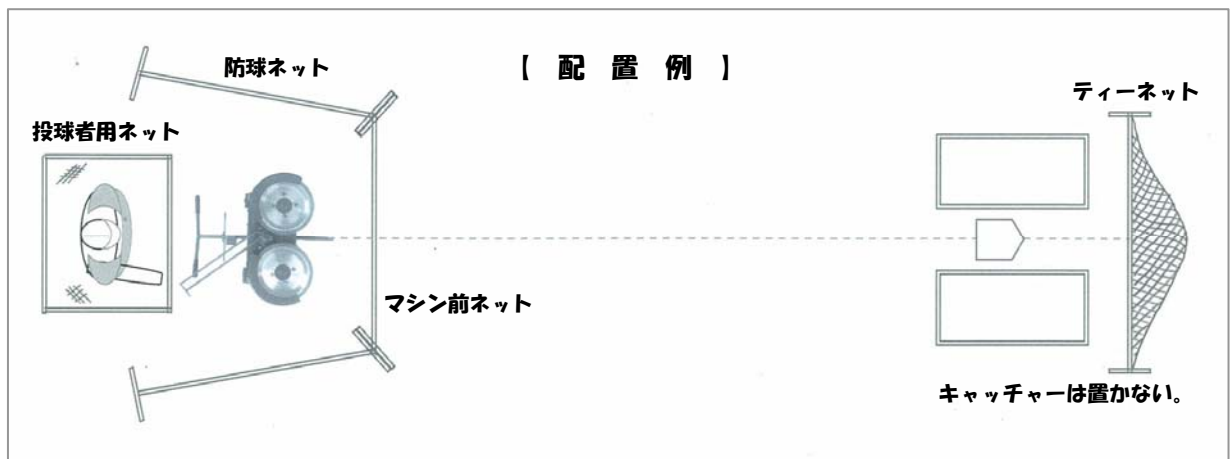 【 配 置 例 】
防球ネット
ティーネット
投球者用ネット
マシン前ネット
キャッチャーは置かない。